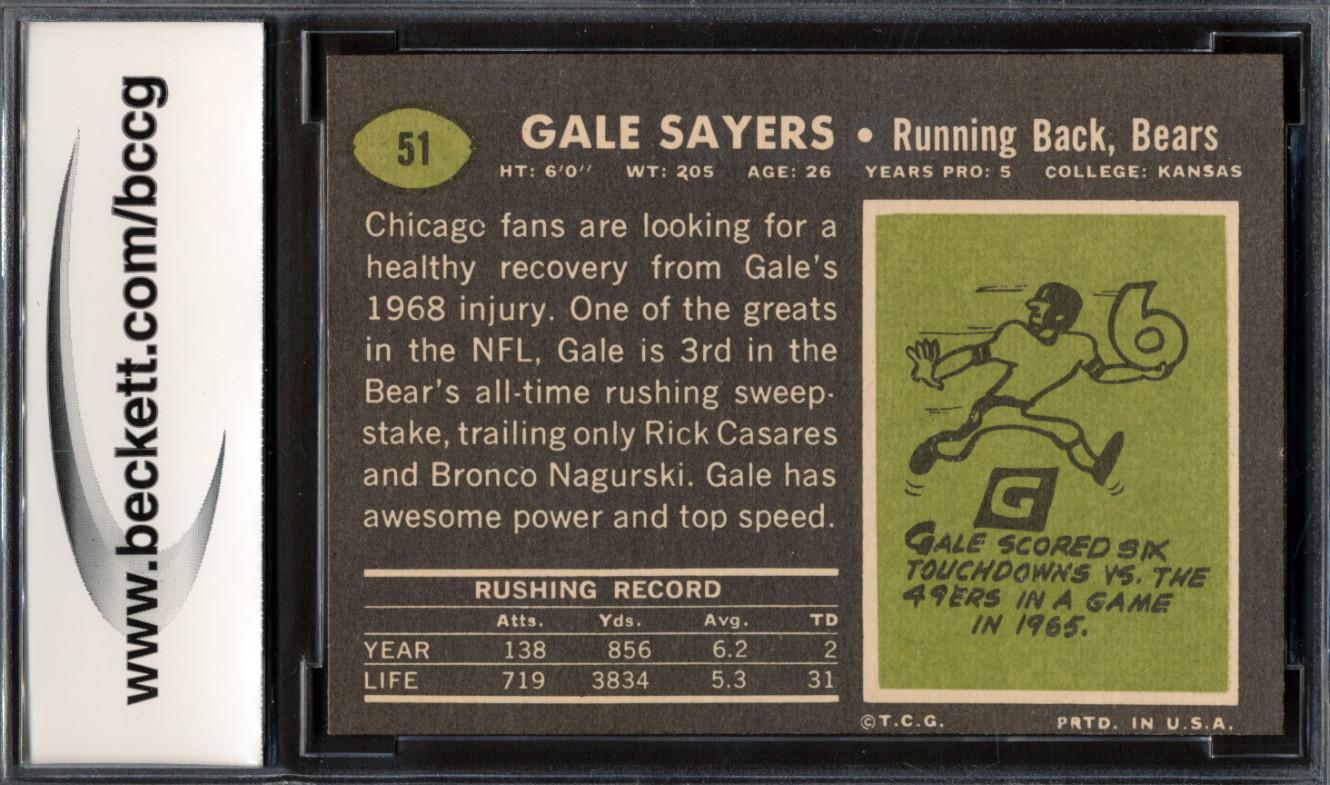 www.beckett.com/bccg
51
GALE SAYERS • Running Back, Bears
HT: 6'0" WT: 205 AGE: 26 YEARS PRO: 5 COLLEGE: KANSAS
Chicago fans are looking for a
healthy recovery from Gale's
1968 injury. One of the greats
in the NFL, Gale is 3rd in the
Bear's all-time rushing sweep-
stake, trailing only Rick Casares
and Bronco Nagurski. Gale has
awesome power and top speed.
RUSHING RECORD
Atts. Yds. Avg. TD
YEAR 138 856 6.2 2
LIFE 719 3834 5.3 31
6
G
GALE SCORED SIX
TOUCHDOWNS VS. THE
49ERS IN A GAME
IN 1965.
©T.C.G. PRTD. IN U.S.A.